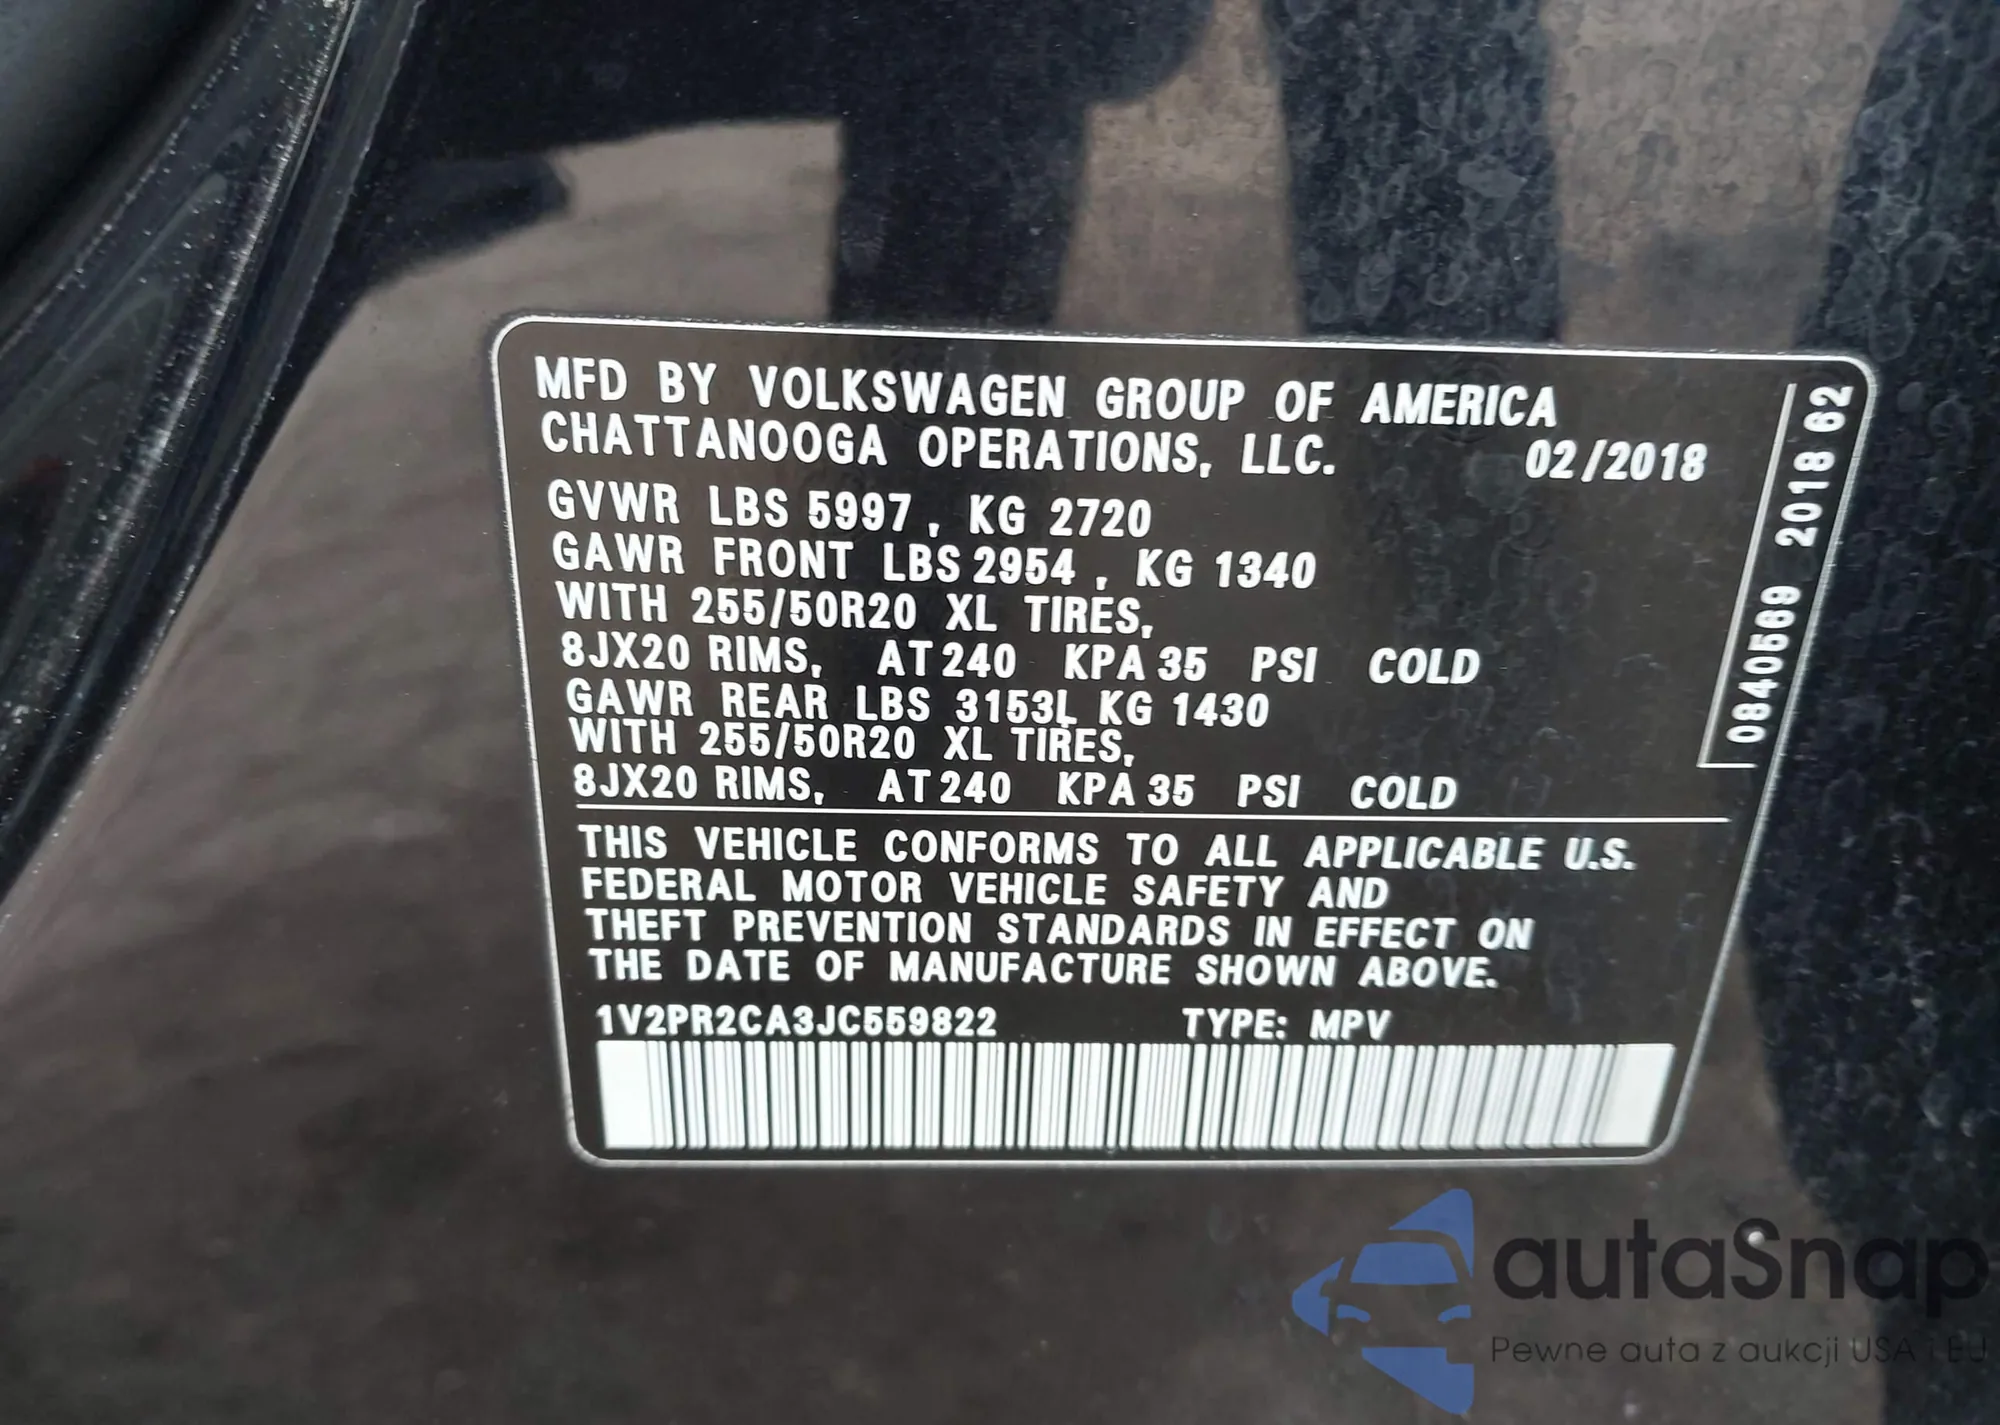 MFD BY VOLKSWAGEN GROUP OF AMERICA
CHATTANOOGA OPERATIONS, LLC. 02/2018
GVWR LBS 5997 , KG 2720
GAWR FRONT LBS 2954 , KG 1340
WITH 255/50R20 XL TIRES,
8JX20 RIMS, AT 240 KPA 35 PSI COLD
GAWR REAR LBS 3153L KG 1430
WITH 255/50R20 XL TIRES,
8JX20 RIMS, AT 240 KPA 35 PSI COLD
THIS VEHICLE CONFORMS TO ALL APPLICABLE U.S.
FEDERAL MOTOR VEHICLE SAFETY AND
THEFT PREVENTION STANDARDS IN EFFECT ON
THE DATE OF MANUFACTURE SHOWN ABOVE.
1V2PR2CA3JC559822 TYPE: MPV
0840569 2018 62
autaSnap
Pewne auta z aukcji USA i EU